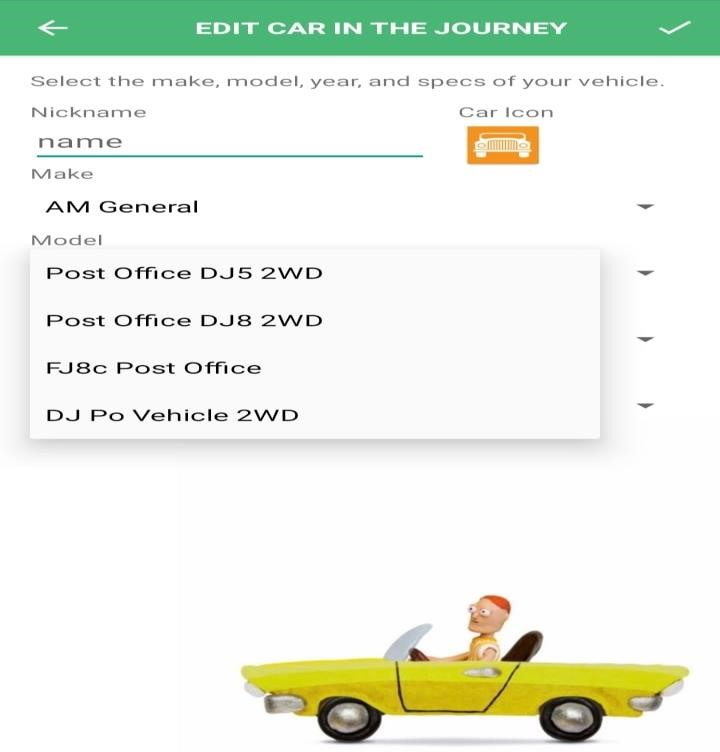 EDIT CAR IN THE JOURNEY
Select the make, model, year, and specs of your vehicle.
Nickname
Car Icon
name
Make
AM General
Model
Post Office DJ5 2WD
Post Office DJ8 2WD
FJ8c Post Office
DJ Po Vehicle 2WD